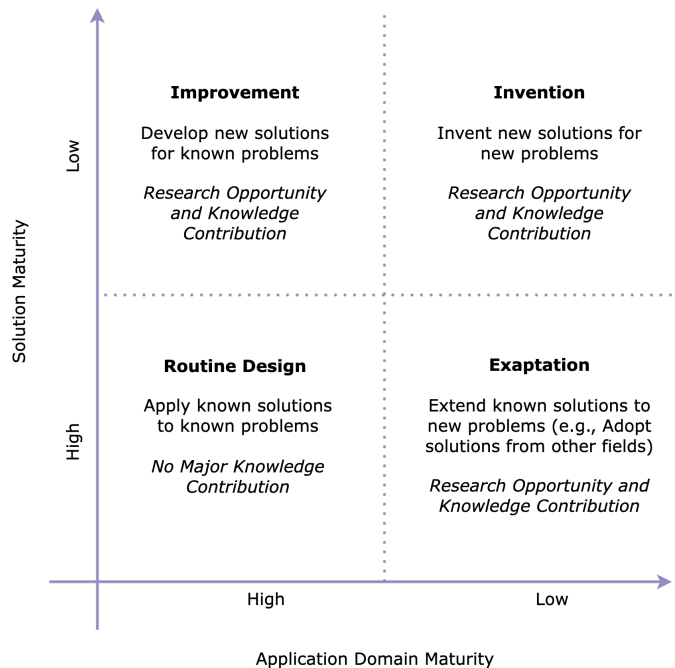 Improvement
Develop new solutions
for known problems
Research Opportunity
and Knowledge
Contribution
Invention
Invent new solutions for
new problems
Research Opportunity
and Knowledge
Contribution
Low
Solution Maturity
High
Routine Design
Apply known solutions
to known problems
No Major Knowledge
Contribution
Exaptation
Extend known solutions to
new problems (e.g., Adopt
solutions from other fields)
Research Opportunity and
Knowledge Contribution
High
Low
Application Domain Maturity